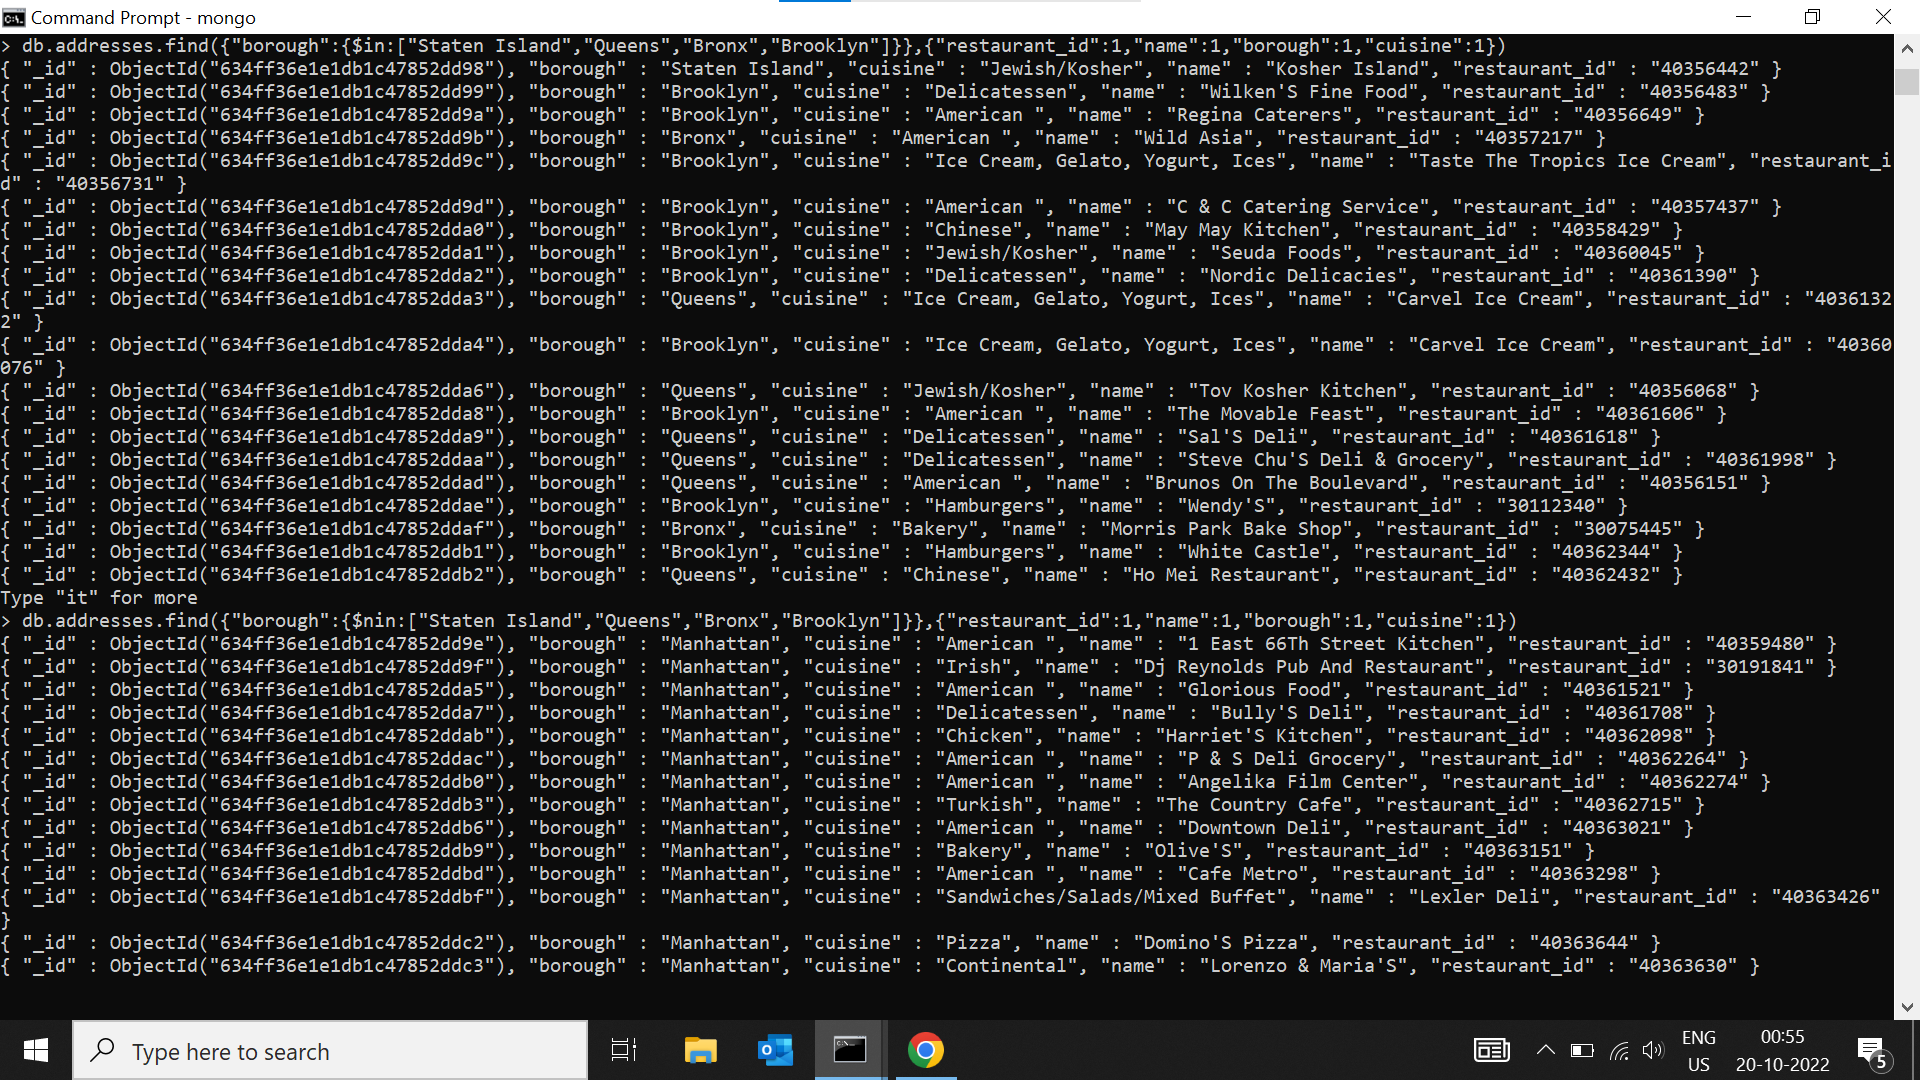 Command Prompt - mongo
> db.addresses.find({"borough":{$in:["Staten Island","Queens","Bronx","Brooklyn"]}},{"restaurant_id":1,"name":1,"borough":1,"cuisine":1})
{ "_id" : ObjectId("634ff36e1e1db1c47852dd98"), "borough" : "Staten Island", "cuisine" : "Jewish/Kosher", "name" : "Kosher Island", "restaurant_id" : "40356442" }
{ "_id" : ObjectId("634ff36e1e1db1c47852dd99"), "borough" : "Brooklyn", "cuisine" : "Delicatessen", "name" : "Wilken'S Fine Food", "restaurant_id" : "40356483" }
{ "_id" : ObjectId("634ff36e1e1db1c47852dd9a"), "borough" : "Brooklyn", "cuisine" : "American ", "name" : "Regina Caterers", "restaurant_id" : "40356649" }
{ "_id" : ObjectId("634ff36e1e1db1c47852dd9b"), "borough" : "Bronx", "cuisine" : "American ", "name" : "Wild Asia", "restaurant_id" : "40357217" }
{ "_id" : ObjectId("634ff36e1e1db1c47852dd9c"), "borough" : "Brooklyn", "cuisine" : "Ice Cream, Gelato, Yogurt, Ices", "name" : "Taste The Tropics Ice Cream", "restaurant_i
d" : "40356731" }
{ "_id" : ObjectId("634ff36e1e1db1c47852dd9d"), "borough" : "Brooklyn", "cuisine" : "American ", "name" : "C & C Catering Service", "restaurant_id" : "40357437" }
{ "_id" : ObjectId("634ff36e1e1db1c47852dda0"), "borough" : "Brooklyn", "cuisine" : "Chinese", "name" : "May May Kitchen", "restaurant_id" : "40358429" }
{ "_id" : ObjectId("634ff36e1e1db1c47852dda1"), "borough" : "Brooklyn", "cuisine" : "Jewish/Kosher", "name" : "Seuda Foods", "restaurant_id" : "40360045" }
{ "_id" : ObjectId("634ff36e1e1db1c47852dda2"), "borough" : "Brooklyn", "cuisine" : "Delicatessen", "name" : "Nordic Delicacies", "restaurant_id" : "40361390" }
{ "_id" : ObjectId("634ff36e1e1db1c47852dda3"), "borough" : "Queens", "cuisine" : "Ice Cream, Gelato, Yogurt, Ices", "name" : "Carvel Ice Cream", "restaurant_id" : "4036132
2" }
{ "_id" : ObjectId("634ff36e1e1db1c47852dda4"), "borough" : "Brooklyn", "cuisine" : "Ice Cream, Gelato, Yogurt, Ices", "name" : "Carvel Ice Cream", "restaurant_id" : "40360
076" }
{ "_id" : ObjectId("634ff36e1e1db1c47852dda6"), "borough" : "Queens", "cuisine" : "Jewish/Kosher", "name" : "Tov Kosher Kitchen", "restaurant_id" : "40356068" }
{ "_id" : ObjectId("634ff36e1e1db1c47852dda8"), "borough" : "Brooklyn", "cuisine" : "American ", "name" : "The Movable Feast", "restaurant_id" : "40361606" }
{ "_id" : ObjectId("634ff36e1e1db1c47852dda9"), "borough" : "Queens", "cuisine" : "Delicatessen", "name" : "Sal'S Deli", "restaurant_id" : "40361618" }
{ "_id" : ObjectId("634ff36e1e1db1c47852ddaa"), "borough" : "Queens", "cuisine" : "Delicatessen", "name" : "Steve Chu'S Deli & Grocery", "restaurant_id" : "40361998" }
{ "_id" : ObjectId("634ff36e1e1db1c47852ddad"), "borough" : "Queens", "cuisine" : "American ", "name" : "Brunos On The Boulevard", "restaurant_id" : "40356151" }
{ "_id" : ObjectId("634ff36e1e1db1c47852ddae"), "borough" : "Brooklyn", "cuisine" : "Hamburgers", "name" : "Wendy'S", "restaurant_id" : "30112340" }
{ "_id" : ObjectId("634ff36e1e1db1c47852ddaf"), "borough" : "Bronx", "cuisine" : "Bakery", "name" : "Morris Park Bake Shop", "restaurant_id" : "30075445" }
{ "_id" : ObjectId("634ff36e1e1db1c47852ddb1"), "borough" : "Brooklyn", "cuisine" : "Hamburgers", "name" : "White Castle", "restaurant_id" : "40362344" }
{ "_id" : ObjectId("634ff36e1e1db1c47852ddb2"), "borough" : "Queens", "cuisine" : "Chinese", "name" : "Ho Mei Restaurant", "restaurant_id" : "40362432" }
Type "it" for more
> db.addresses.find({"borough":{$nin:["Staten Island","Queens","Bronx","Brooklyn"]}},{"restaurant_id":1,"name":1,"borough":1,"cuisine":1})
{ "_id" : ObjectId("634ff36e1e1db1c47852dd9e"), "borough" : "Manhattan", "cuisine" : "American ", "name" : "1 East 66Th Street Kitchen", "restaurant_id" : "40359480" }
{ "_id" : ObjectId("634ff36e1e1db1c47852dd9f"), "borough" : "Manhattan", "cuisine" : "Irish", "name" : "Dj Reynolds Pub And Restaurant", "restaurant_id" : "30191841" }
{ "_id" : ObjectId("634ff36e1e1db1c47852dda5"), "borough" : "Manhattan", "cuisine" : "American ", "name" : "Glorious Food", "restaurant_id" : "40361521" }
{ "_id" : ObjectId("634ff36e1e1db1c47852dda7"), "borough" : "Manhattan", "cuisine" : "Delicatessen", "name" : "Bully'S Deli", "restaurant_id" : "40361708" }
{ "_id" : ObjectId("634ff36e1e1db1c47852ddab"), "borough" : "Manhattan", "cuisine" : "Chicken", "name" : "Harriet'S Kitchen", "restaurant_id" : "40362098" }
{ "_id" : ObjectId("634ff36e1e1db1c47852ddac"), "borough" : "Manhattan", "cuisine" : "American ", "name" : "P & S Deli Grocery", "restaurant_id" : "40362264" }
{ "_id" : ObjectId("634ff36e1e1db1c47852ddb0"), "borough" : "Manhattan", "cuisine" : "American ", "name" : "Angelika Film Center", "restaurant_id" : "40362274" }
{ "_id" : ObjectId("634ff36e1e1db1c47852ddb3"), "borough" : "Manhattan", "cuisine" : "Turkish", "name" : "The Country Cafe", "restaurant_id" : "40362715" }
{ "_id" : ObjectId("634ff36e1e1db1c47852ddb6"), "borough" : "Manhattan", "cuisine" : "American ", "name" : "Downtown Deli", "restaurant_id" : "40363021" }
{ "_id" : ObjectId("634ff36e1e1db1c47852ddb9"), "borough" : "Manhattan", "cuisine" : "Bakery", "name" : "Olive'S", "restaurant_id" : "40363151" }
{ "_id" : ObjectId("634ff36e1e1db1c47852ddbd"), "borough" : "Manhattan", "cuisine" : "American ", "name" : "Cafe Metro", "restaurant_id" : "40363298" }
{ "_id" : ObjectId("634ff36e1e1db1c47852ddbf"), "borough" : "Manhattan", "cuisine" : "Sandwiches/Salads/Mixed Buffet", "name" : "Lexler Deli", "restaurant_id" : "40363426"
}
{ "_id" : ObjectId("634ff36e1e1db1c47852ddc2"), "borough" : "Manhattan", "cuisine" : "Pizza", "name" : "Domino'S Pizza", "restaurant_id" : "40363644" }
{ "_id" : ObjectId("634ff36e1e1db1c47852ddc3"), "borough" : "Manhattan", "cuisine" : "Continental", "name" : "Lorenzo & Maria'S", "restaurant_id" : "40363630" }
Type here to search
ENG
US
00:55
20-10-2022
5